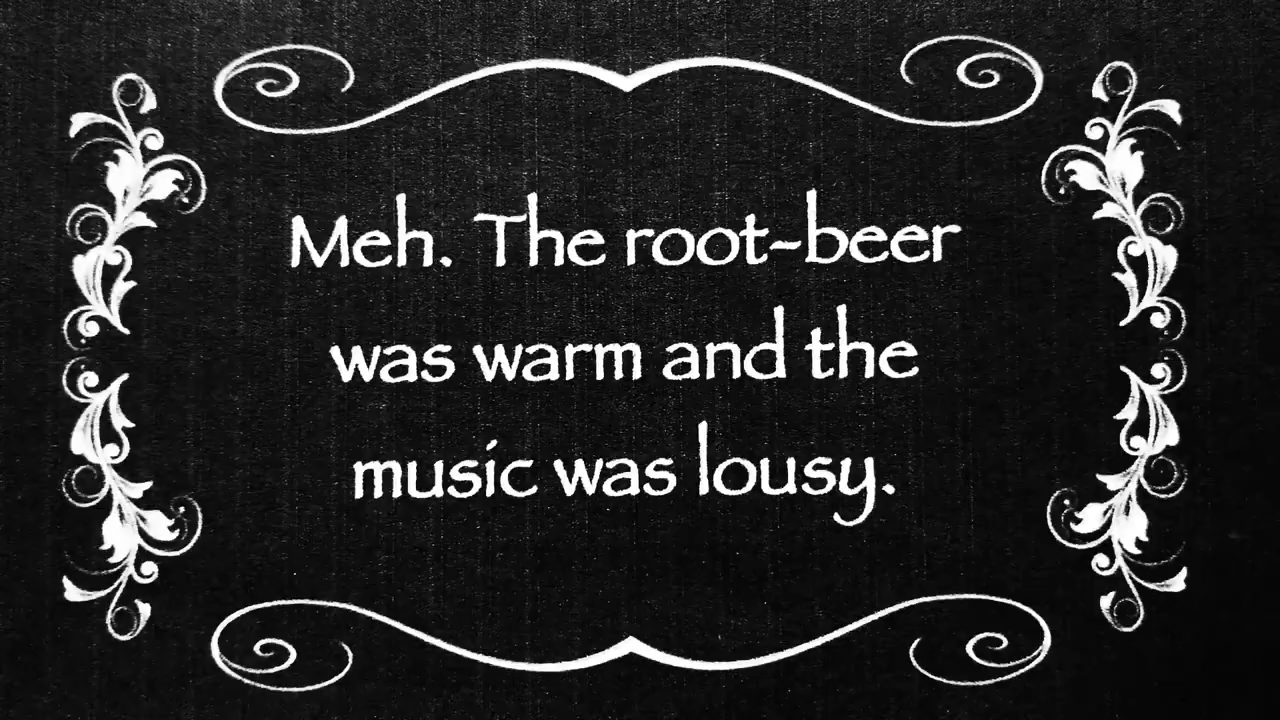 Meh. The root-beer
was warm and the
music was lousy.